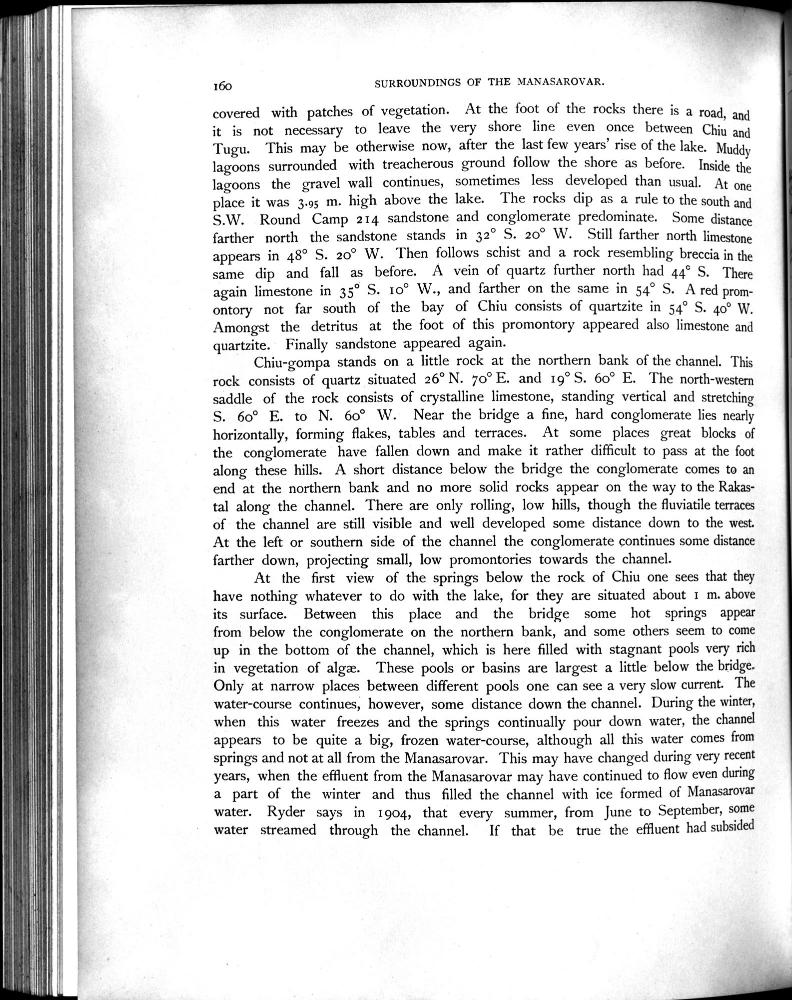 160
SURROUNDINGS OF THE MANASAROVAR.
covered with patches of vegetation. At the foot of the rocks there is a road, and
it is not necessary to leave the very shore line even once between Chiu and
Tugu. This may be otherwise now, after the last few years' rise of the lake. Muddy
lagoons surrounded with treacherous ground follow the shore as before. Inside the
lagoons the gravel wall continues, sometimes less developed than usual. At one
place it was 3.95 m. high above the lake. The rocks dip as a rule to the south and
S.W. Round Camp 214 sandstone and conglomerate predominate. Some distance
farther north the sandstone stands in 32° S. 20° W. Still farther north limestone
appears in 48° S. 20° W. Then follows schist and a rock resembling breccia in the
same dip and fall as before. A vein of quartz further north had 44° S. There
again limestone in 35° S. 10° W., and farther on the same in 54° S. A red prom-
ontory not far south of the bay of Chiu consists of quartzite in 54° S. 40° W.
Amongst the detritus at the foot of this promontory appeared also limestone and
quartzite. Finally sandstone appeared again.
Chiu-gompa stands on a little rock at the northern bank of the channel. This
rock consists of quartz situated 26° N. 70° E. and 19° S. 60° E. The north-western
saddle of the rock consists of crystalline limestone, standing vertical and stretching
S. 60° E. to N. 60° W. Near the bridge a fine, hard conglomerate lies nearly
horizontally, forming flakes, tables and terraces. At some places great blocks of
the conglomerate have fallen down and make it rather difficult to pass at the foot
along these hills. A short distance below the bridge the conglomerate comes to an
end at the northern bank and no more solid rocks appear on the way to the Rakas-
tal along the channel. There are only rolling, low hills, though the fluviatile terraces
of the channel are still visible and well developed some distance down to the west.
At the left or southern side of the channel the conglomerate continues some distance
farther down, projecting small, low promontories towards the channel.
At the first view of the springs below the rock of Chiu one sees that they
have nothing whatever to do with the lake, for they are situated about 1 m. above
its surface. Between this place and the bridge some hot springs appear
from below the conglomerate on the northern bank, and some others seem to come
up in the bottom of the channel, which is here filled with stagnant pools very rich
in vegetation of algæ. These pools or basins are largest a little below the bridge.
Only at narrow places between different pools one can see a very slow current. The
water-course continues, however, some distance down the channel. During the winter,
when this water freezes and the springs continually pour down water, the channel
appears to be quite a big, frozen water-course, although all this water comes from
springs and not at all from the Manasarovar. This may have changed during very recent
years, when the effluent from the Manasarovar may have continued to flow even during
a part of the winter and thus filled the channel with ice formed of Manasarovar
water. Ryder says in 1904, that every summer, from June to September, some
water streamed through the channel. If that be true the effluent had subsided